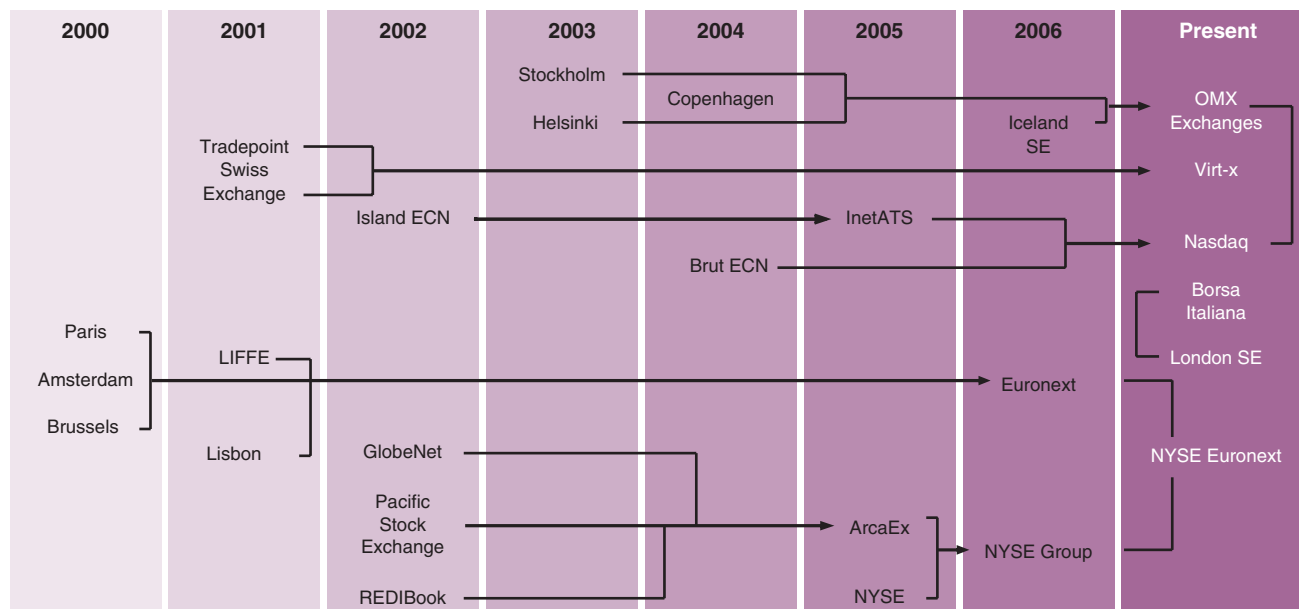 2000
2001
2002
2003
2004
2005
2006
Present
Stockholm
Copenhagen
Helsinki
Iceland
SE
OMX
Exchanges
Tradepoint
Swiss
Exchange
Virt-x
Island ECN
InetATS
Brut ECN
Nasdaq
Borsa
Italiana
London SE
Paris
Amsterdam
Brussels
LIFFE
Lisbon
Euronext
GlobeNet
Pacific
Stock
Exchange
REDIBook
ArcaEx
NYSE
NYSE Group
NYSE Euronext